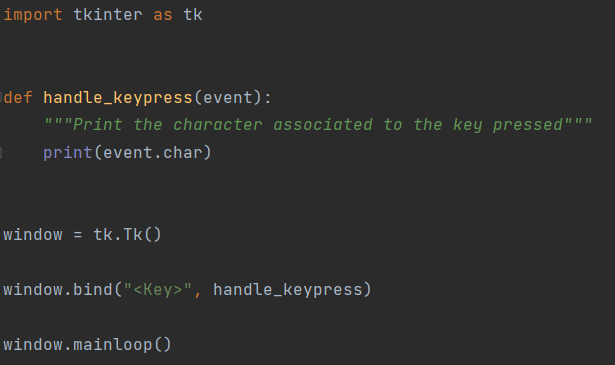 import tkinter as tk
def handle_keypress(event):
    """Print the character associated to the key pressed"""
    print(event.char)
window = tk.Tk()
window.bind("<Key>", handle_keypress)
window.mainloop()